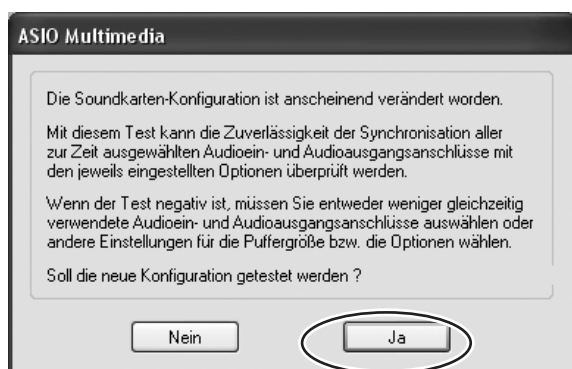 ASIO Multimedia
Die Soundkarten-Konfiguration ist anscheinend verändert worden.
Mit diesem Test kann die Zuverlässigkeit der Synchronisation aller
zur Zeit ausgewählten Audioein- und Audioausgangsanschlüsse mit
den jeweils eingestellten Optionen überprüft werden.
Wenn der Test negativ ist, müssen Sie entweder weniger gleichzeitig
verwendete Audioein- und Audioausgangsanschlüsse auswählen oder
andere Einstellungen für die Puffergröße bzw. die Optionen wählen.
Soll die neue Konfiguration getestet werden ?
Nein
Ja